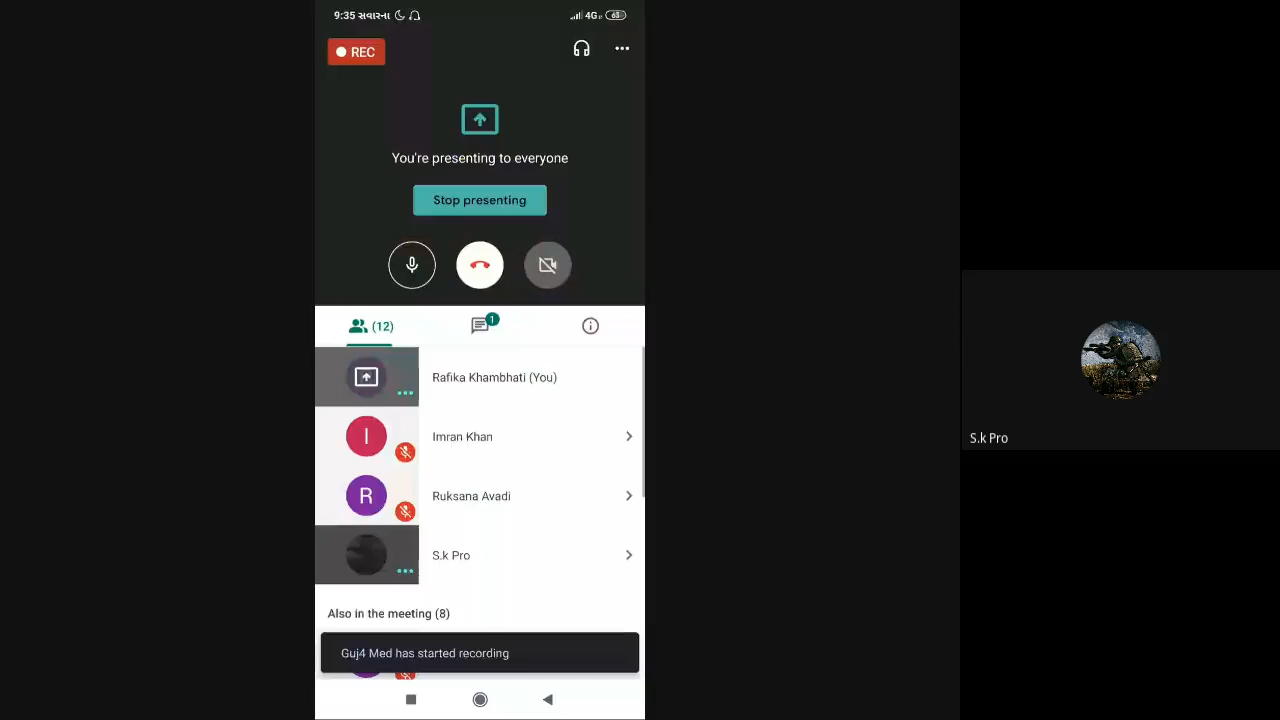 9:35 સવારના
4G
63
REC
You're presenting to everyone
Stop presenting
(12)
1
Rafika Khambhati (You)
I
Imran Khan
R
Ruksana Avadi
S.k Pro
Also in the meeting (8)
Guj4 Med has started recording
S.k Pro